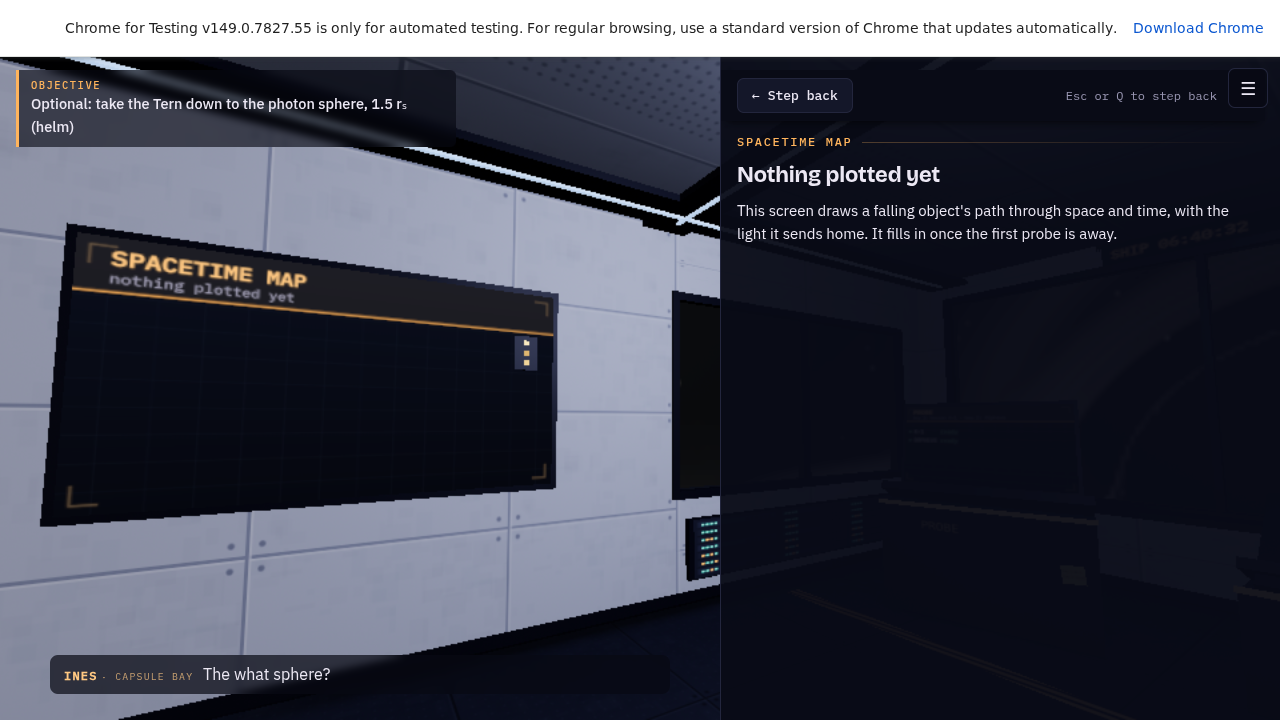 Chrome for Testing v149.0.7827.55 is only for automated testing. For regular browsing, use a standard version of Chrome that updates automatically. Download Chrome
OBJECTIVE
Optional: take the Tern down to the photon sphere, 1.5 rₛ
(helm)
← Step back
Esc or Q to step back
☰
SPACETIME MAP
Nothing plotted yet
This screen draws a falling object's path through space and time, with the
light it sends home. It fills in once the first probe is away.
SHIP 06:40:32
SPACETIME MAP
nothing plotted yet
INES · CAPSULE BAY The what sphere?